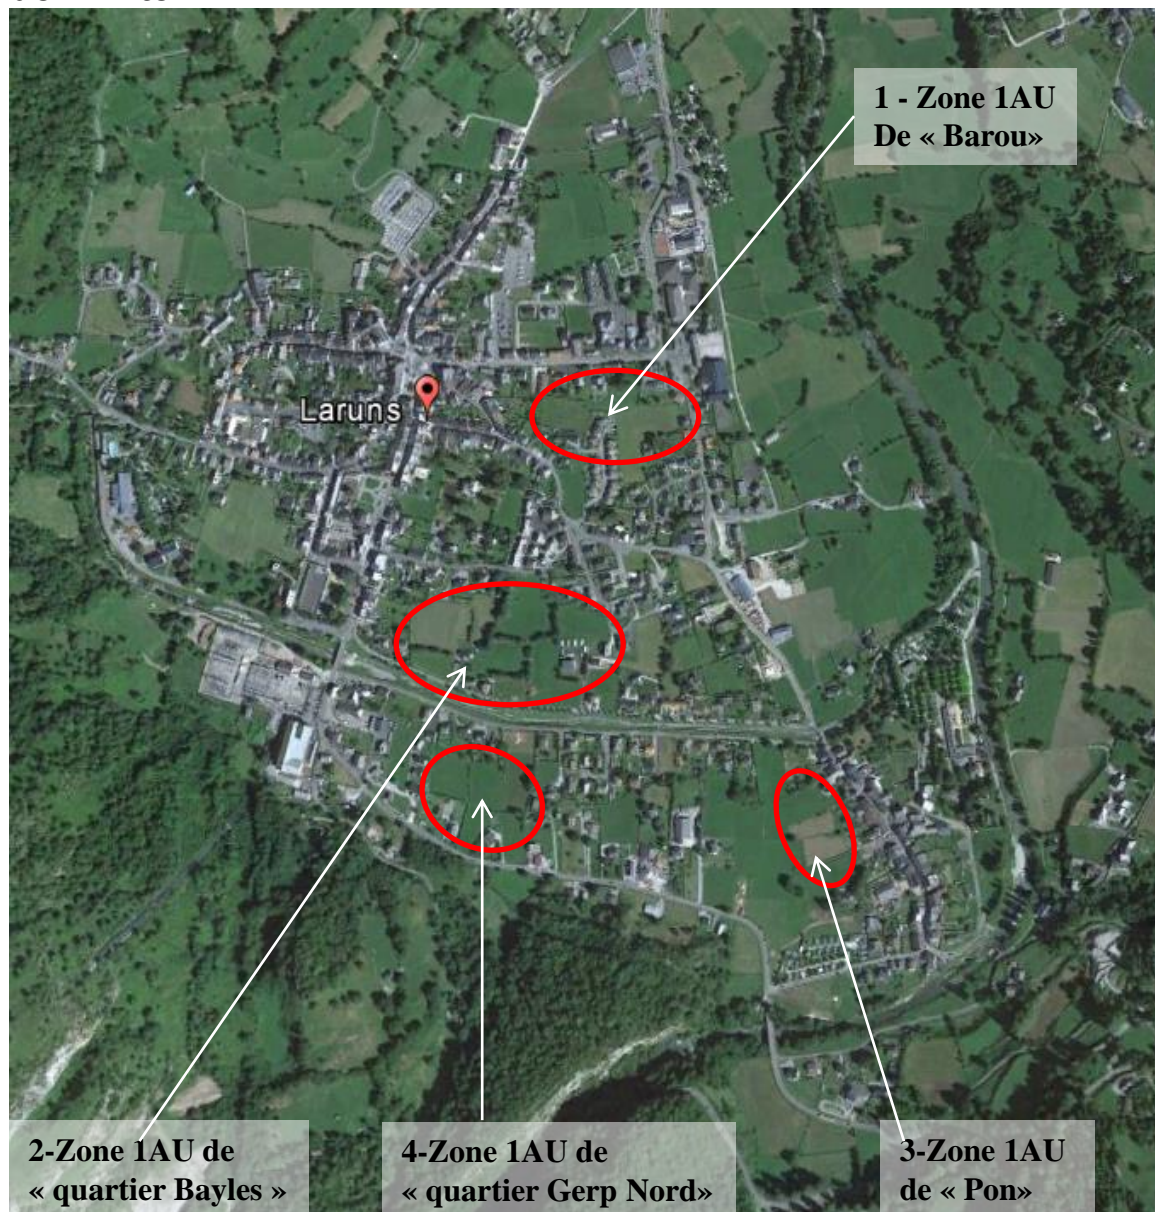 1 - Zone 1AU
De « Barou»
Laruns
2-Zone 1AU de
« quartier Bayles »
4-Zone 1AU de
« quartier Gerp Nord»
3-Zone 1AU
de « Pon»